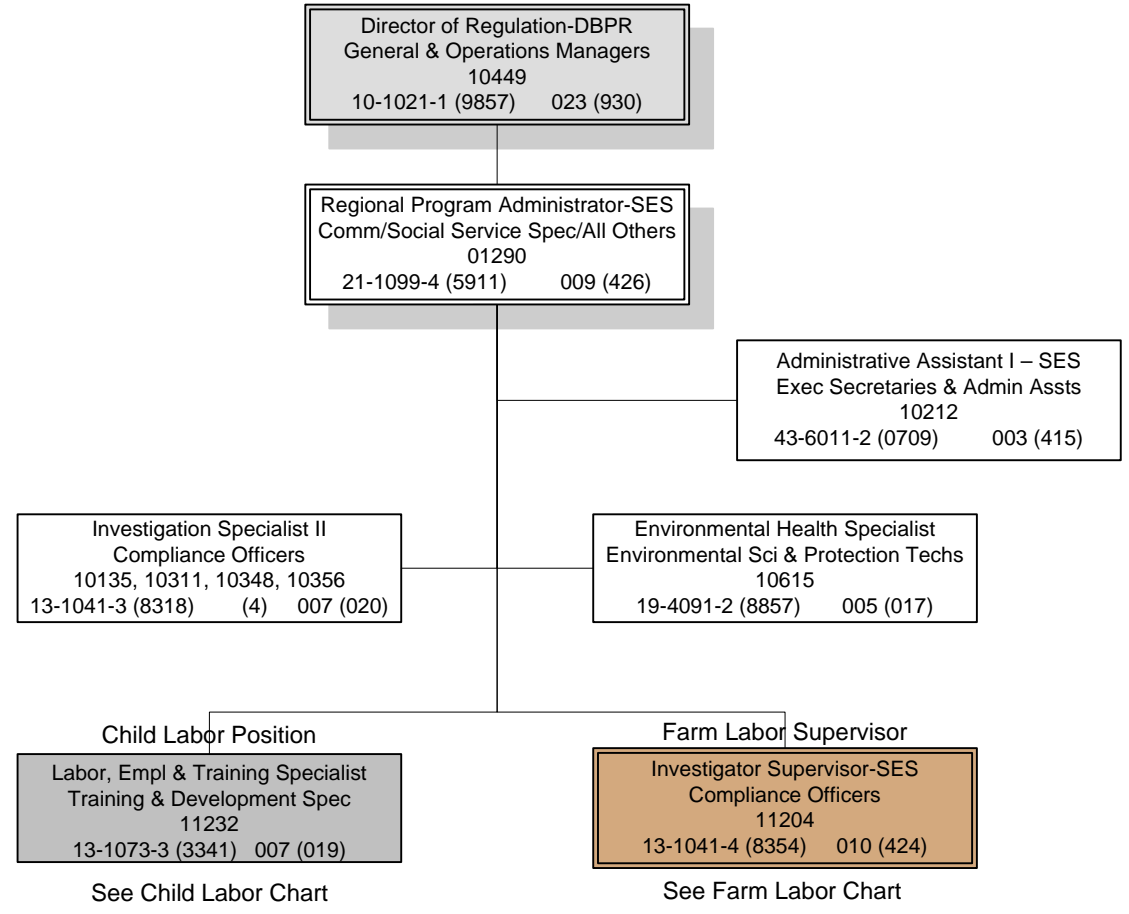 Director of Regulation-DBPR
General & Operations Managers
10449
10-1021-1 (9857) 023 (930)
Regional Program Administrator-SES
Comm/Social Service Spec/All Others
01290
21-1099-4 (5911) 009 (426)
Administrative Assistant I – SES
Exec Secretaries & Admin Assts
10212
43-6011-2 (0709) 003 (415)
Investigation Specialist II
Compliance Officers
10135, 10311, 10348, 10356
13-1041-3 (8318) (4) 007 (020)
Environmental Health Specialist
Environmental Sci & Protection Techs
10615
19-4091-2 (8857) 005 (017)
Child Labor Position
Labor, Empl & Training Specialist
Training & Development Spec
11232
13-1073-3 (3341) 007 (019)
See Child Labor Chart
Farm Labor Supervisor
Investigator Supervisor-SES
Compliance Officers
11204
13-1041-4 (8354) 010 (424)
See Farm Labor Chart